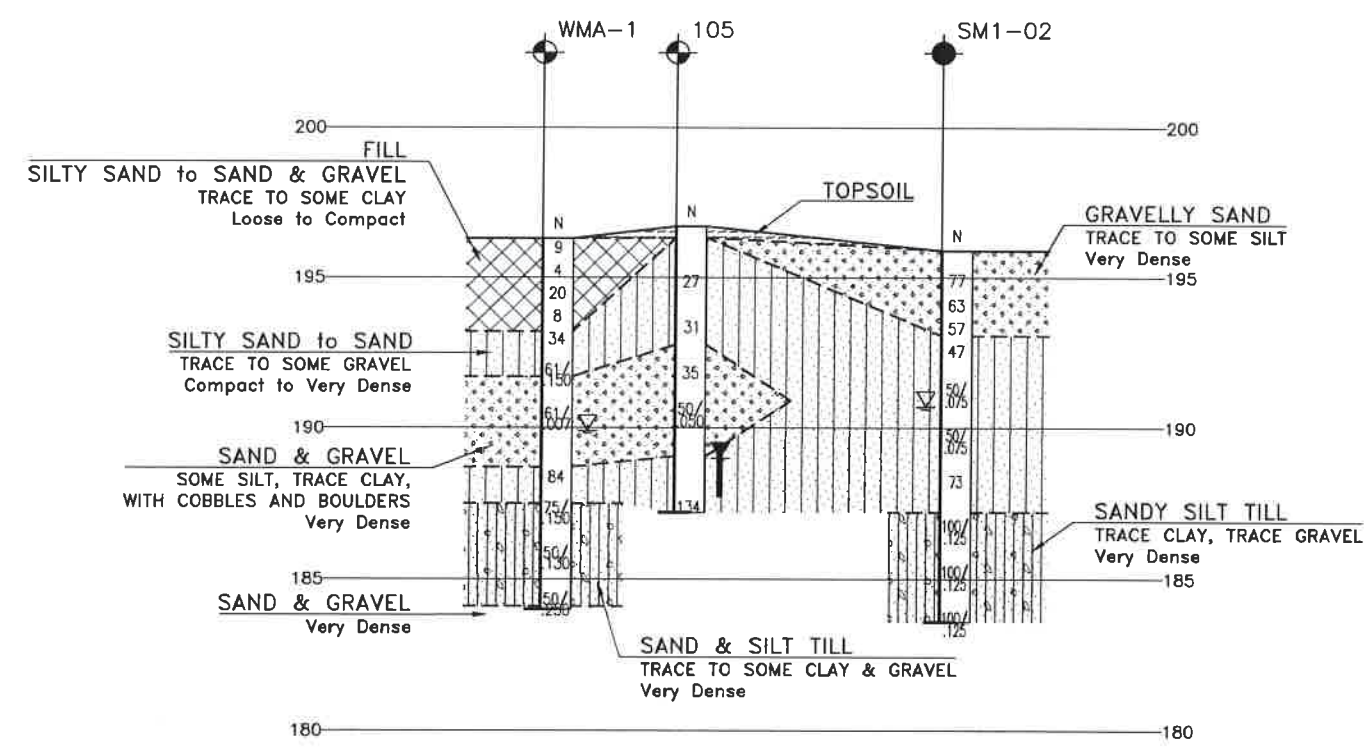 WMA-1
105
SM1-02
200
200
FILL
SILTY SAND to SAND & GRAVEL
TRACE TO SOME CLAY
Loose to Compact
TOPSOIL
GRAVELLY SAND
TRACE TO SOME SILT
Very Dense
N
N
N
195
195
9
4
20
8
34
61/
.150
61/
84
75/
.150
50/
.130
50/
.250
27
31
35
50/
.050
.134
77
63
57
47
50/
.075
50/
.075
73
100/
.125
100/
.125
100/
.125
SILTY SAND to SAND
TRACE TO SOME GRAVEL
Compact to Very Dense
190
190
SAND & GRAVEL
SOME SILT, TRACE CLAY,
WITH COBBLES AND BOULDERS
Very Dense
SANDY SILT TILL
TRACE CLAY, TRACE GRAVEL
Very Dense
185
185
SAND & GRAVEL
Very Dense
SAND & SILT TILL
TRACE TO SOME CLAY & GRAVEL
Very Dense
180
180